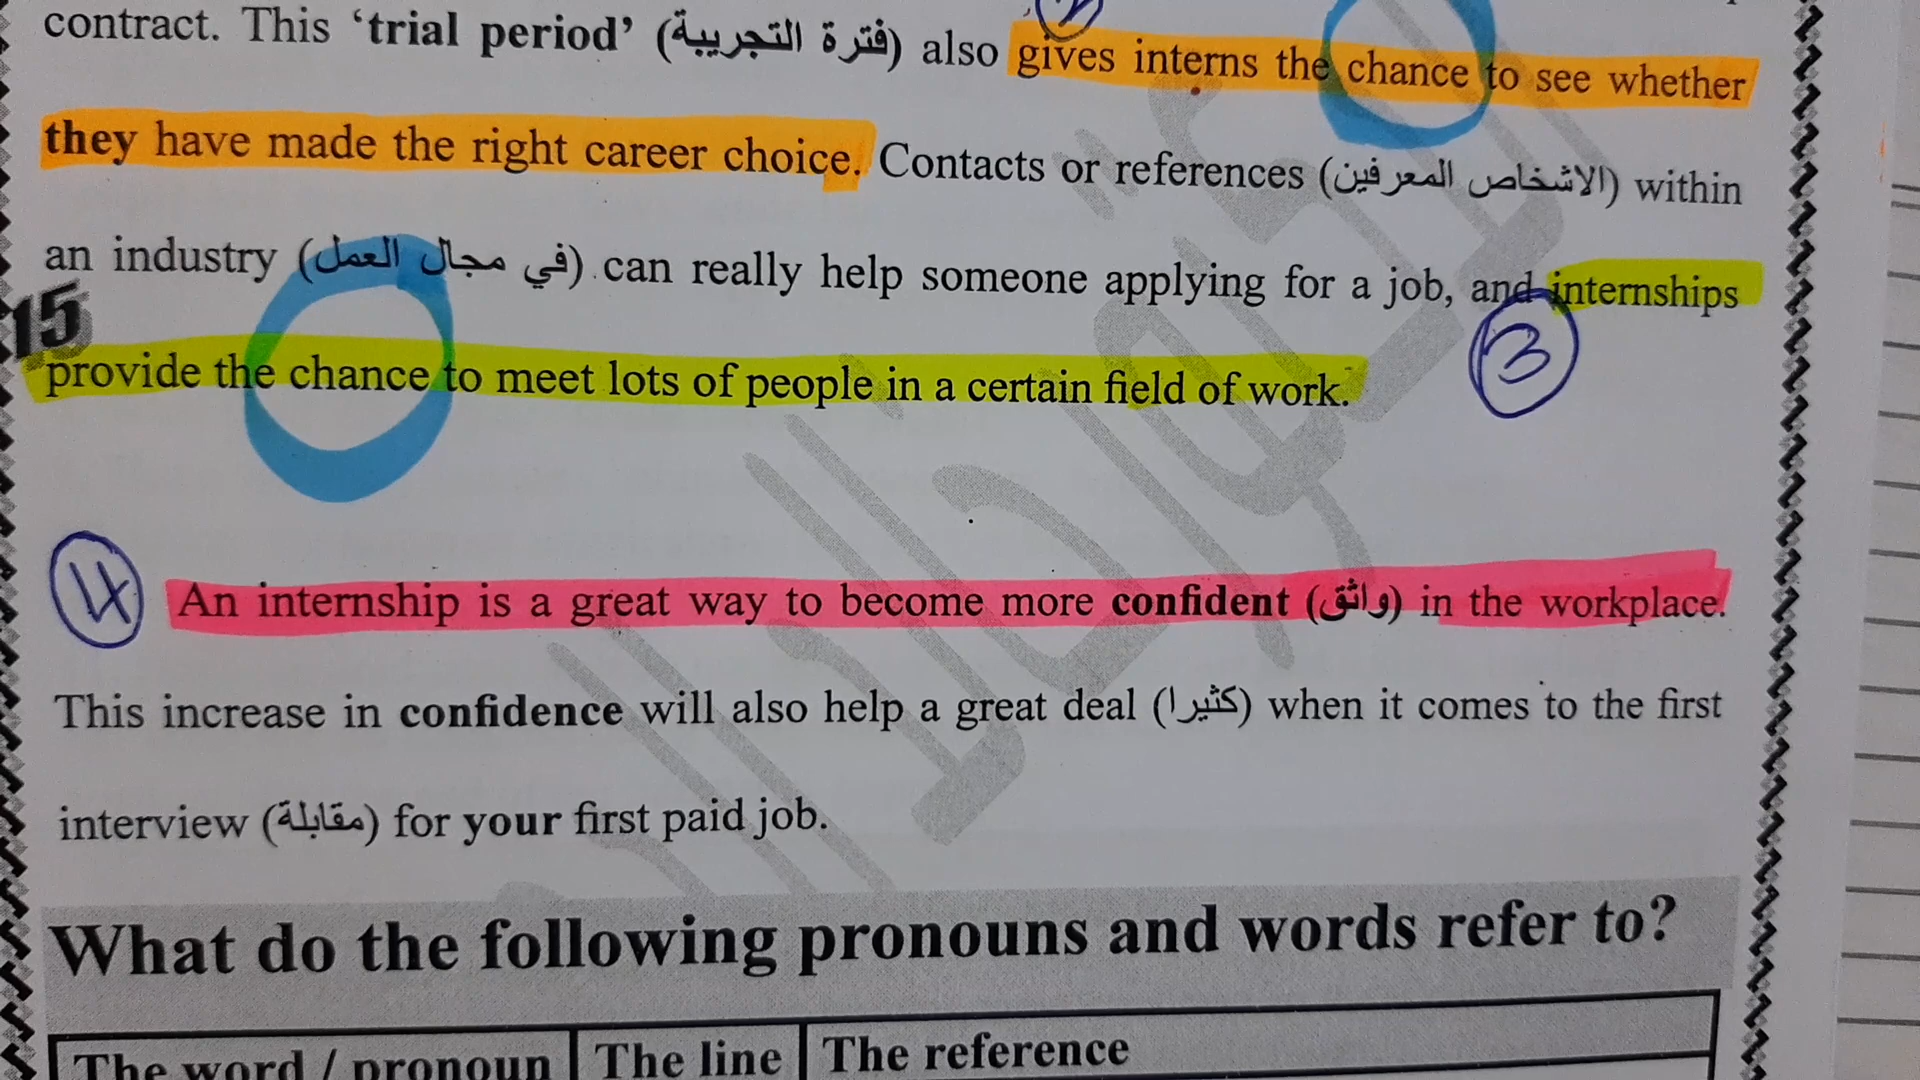 contract. This ‘trial period’ (فترة التجريبية) also gives interns the chance to see whether
they have made the right career choice. Contacts or references (الاشخاص المعرفين) within
an industry (في مجال العمل) can really help someone applying for a job, and internships
15
provide the chance to meet lots of people in a certain field of work.
3
4
An internship is a great way to become more confident (واثق) in the workplace.
This increase in confidence will also help a great deal (كثيرا) when it comes to the first
interview (مقابلة) for your first paid job.
What do the following pronouns and words refer to?
The word / pronoun The line The reference